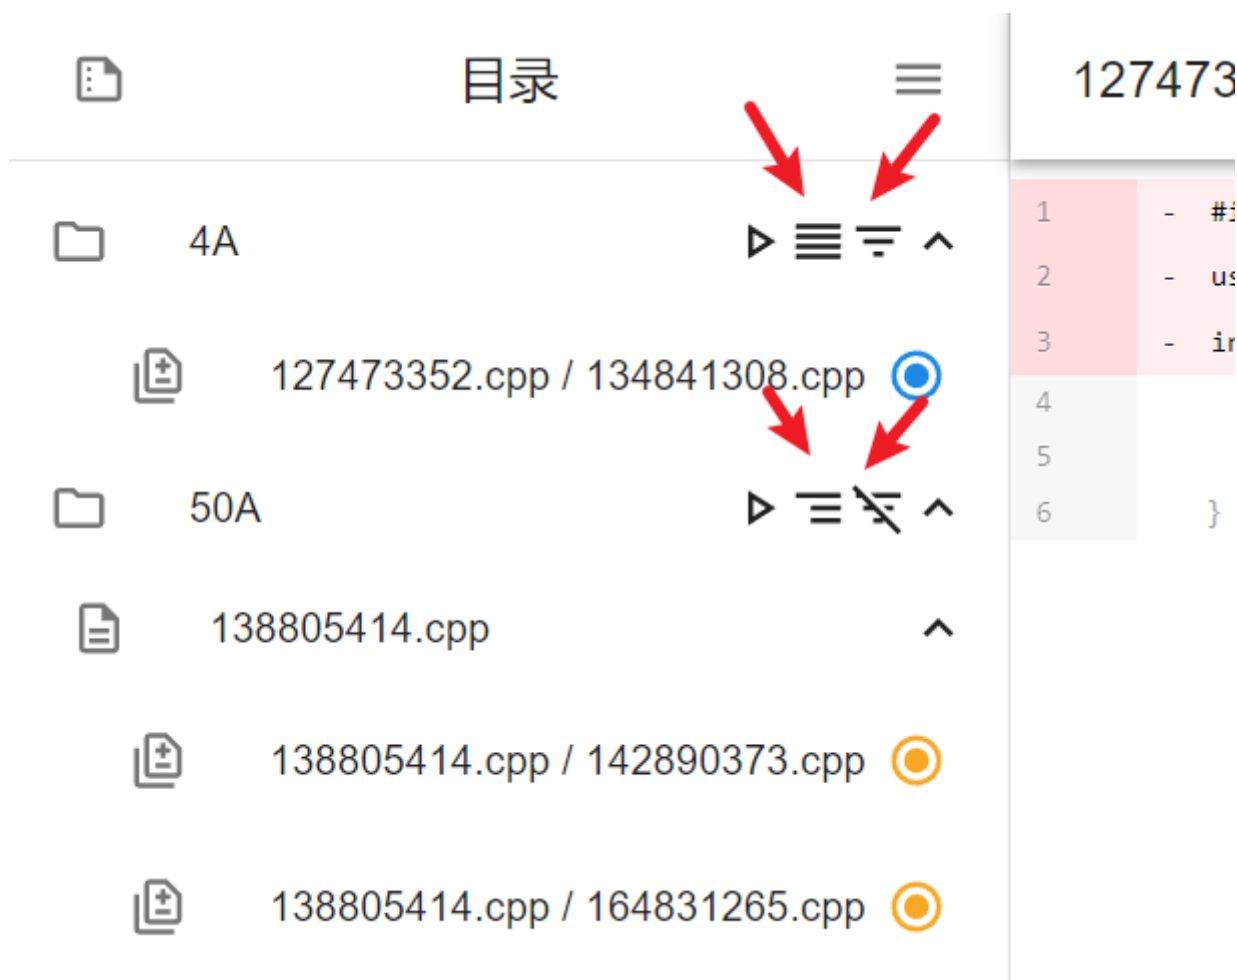 目录
127473
4A
127473352.cpp / 134841308.cpp
50A
138805414.cpp
138805414.cpp / 142890373.cpp
138805414.cpp / 164831265.cpp
1 - #i
2 - us
3 - in
4
5
6 }